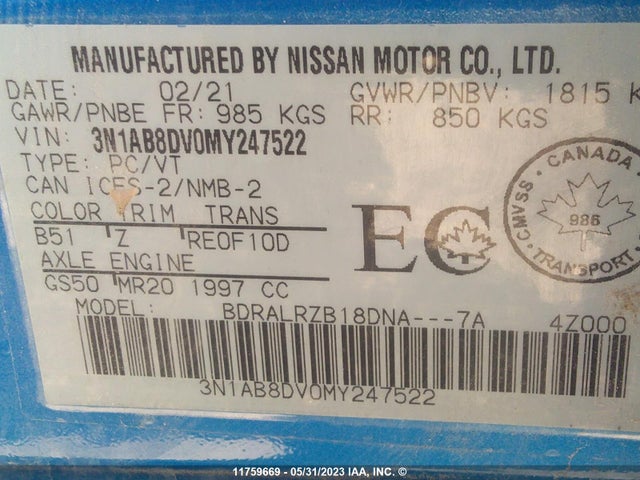 MANUFACTURED BY NISSAN MOTOR CO., LTD.
DATE: 02/21 GVWR/PNBV: 1815 K
GAWR/PNBE FR: 985 KGS RR: 850 KGS
VIN: 3N1AB8DV0MY247522
TYPE: PC/VT
CAN ICES-2/NMB-2
COLOR TRIM TRANS
B51 Z RE0F10D
AXLE ENGINE
GS50 MR20 1997 CC
EC
CANADA
CMVSS
986
TRANSPORT
MODEL: BDRALRZB18DNA---7A 4Z000
3N1AB8DV0MY247522
11759669 - 05/31/2023 IAA, INC. ©